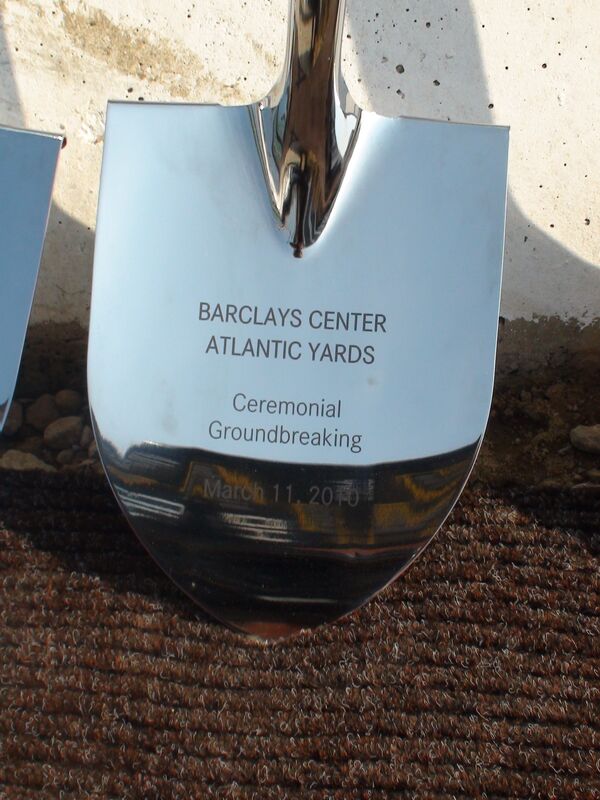 BARCLAYS CENTER
ATLANTIC YARDS
Ceremonial
Groundbreaking
March 11, 2010